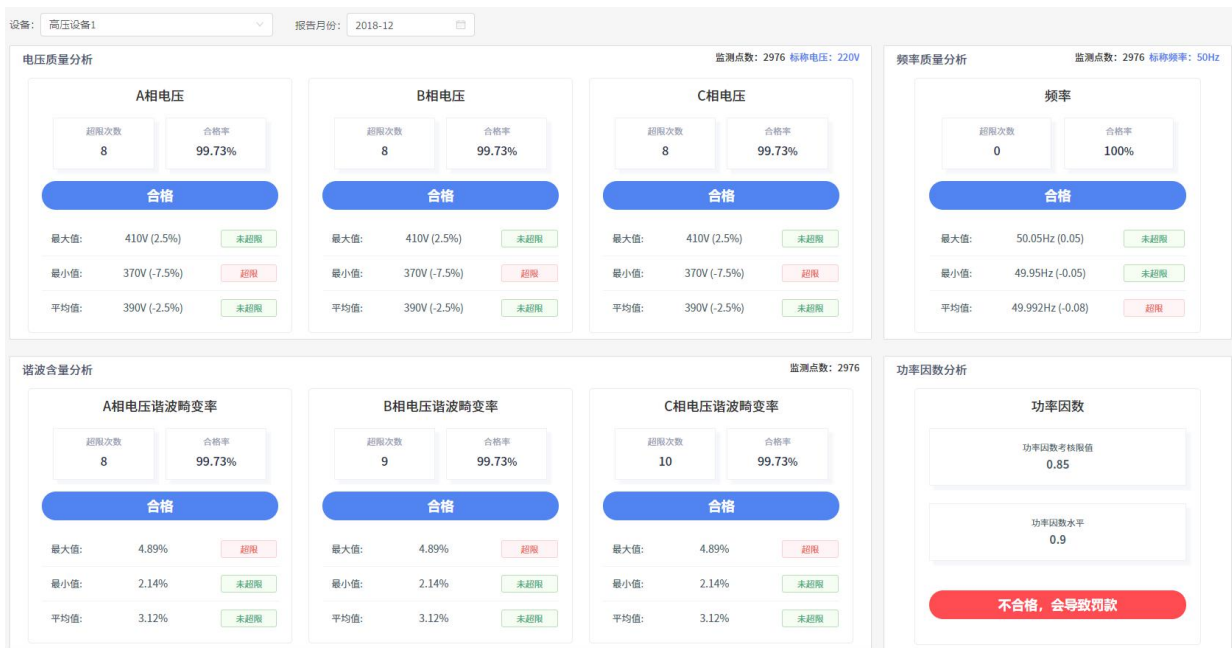 设备: 高压设备1 报告月份: 2018-12
电压质量分析 监测点数: 2976 标称电压: 220V
A相电压 B相电压 C相电压
超限次数 合格率 超限次数 合格率 超限次数 合格率
8 99.73% 8 99.73% 8 99.73%
合格 合格 合格
最大值: 410V (2.5%) 未超限 最大值: 410V (2.5%) 未超限 最大值: 410V (2.5%) 未超限
最小值: 370V (-7.5%) 超限 最小值: 370V (-7.5%) 超限 最小值: 370V (-7.5%) 超限
平均值: 390V (-2.5%) 未超限 平均值: 390V (-2.5%) 未超限 平均值: 390V (-2.5%) 未超限
频率质量分析 监测点数: 2976 标称频率: 50Hz
频率
超限次数 合格率
0 100%
合格
最大值: 50.05Hz (0.05) 未超限
最小值: 49.95Hz (-0.05) 未超限
平均值: 49.992Hz (-0.08) 超限
谐波含量分析 监测点数: 2976
A相电压谐波畸变率 B相电压谐波畸变率 C相电压谐波畸变率
超限次数 合格率 超限次数 合格率 超限次数 合格率
8 99.73% 9 99.73% 10 99.73%
合格 合格 合格
最大值: 4.89% 超限 最大值: 4.89% 超限 最大值: 4.89% 超限
最小值: 2.14% 未超限 最小值: 2.14% 未超限 最小值: 2.14% 未超限
平均值: 3.12% 未超限 平均值: 3.12% 未超限 平均值: 3.12% 未超限
功率因数分析
功率因数
功率因数考核限值
0.85
功率因数水平
0.9
不合格，会导致罚款